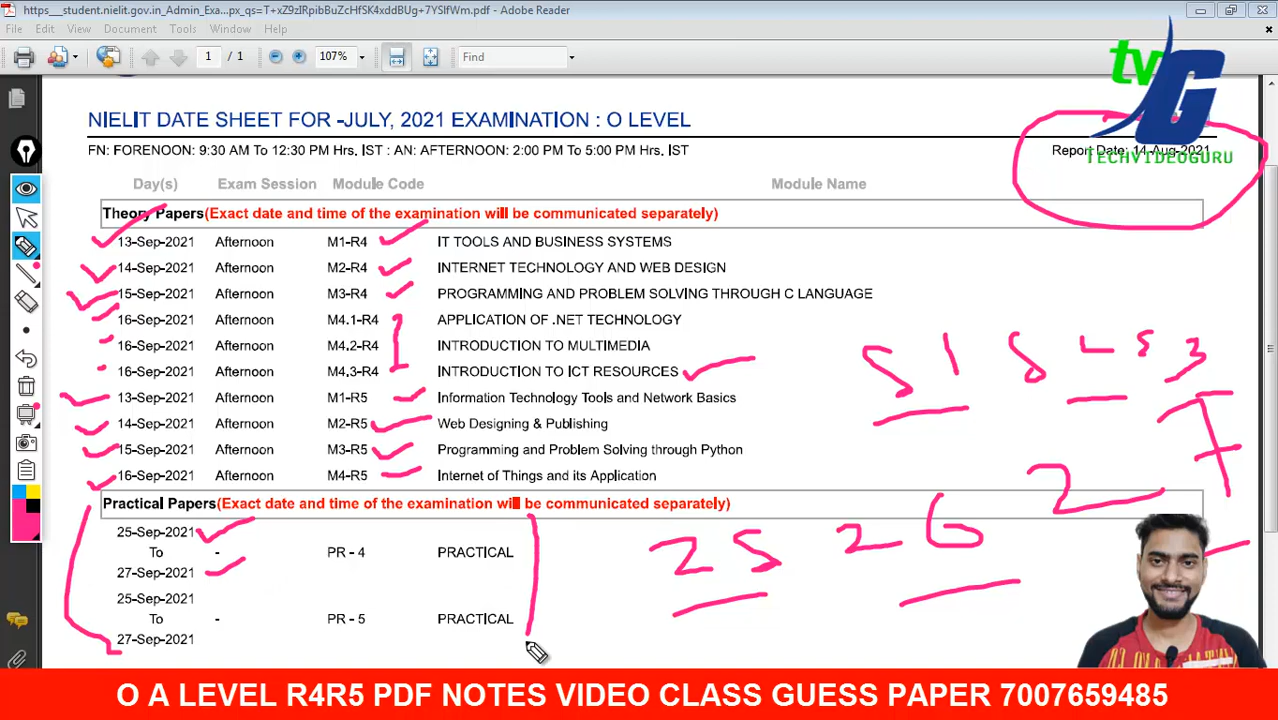 https___student.nielit.gov.in_Admin_Exa...px_qs=T+xZ9zIRpibBuZcHfSK4xddBUg+7YSlfWm.pdf - Adobe Reader
File Edit View Document Tools Window Help
1 / 1 107% Find
tv G
TECHVIDEOGURU
NIELIT DATE SHEET FOR -JULY, 2021 EXAMINATION : O LEVEL
FN: FORENOON: 9:30 AM To 12:30 PM Hrs. IST : AN: AFTERNOON: 2:00 PM To 5:00 PM Hrs. IST Report Date: 14-Aug-2021
Day(s) Exam Session Module Code Module Name
Theory Papers(Exact date and time of the examination will be communicated separately)
13-Sep-2021 Afternoon M1-R4 IT TOOLS AND BUSINESS SYSTEMS
14-Sep-2021 Afternoon M2-R4 INTERNET TECHNOLOGY AND WEB DESIGN
15-Sep-2021 Afternoon M3-R4 PROGRAMMING AND PROBLEM SOLVING THROUGH C LANGUAGE
16-Sep-2021 Afternoon M4.1-R4 APPLICATION OF .NET TECHNOLOGY
16-Sep-2021 Afternoon M4.2-R4 INTRODUCTION TO MULTIMEDIA
16-Sep-2021 Afternoon M4.3-R4 INTRODUCTION TO ICT RESOURCES
13-Sep-2021 Afternoon M1-R5 Information Technology Tools and Network Basics
14-Sep-2021 Afternoon M2-R5 Web Designing & Publishing
15-Sep-2021 Afternoon M3-R5 Programming and Problem Solving through Python
16-Sep-2021 Afternoon M4-R5 Internet of Things and its Application
Practical Papers(Exact date and time of the examination will be communicated separately)
25-Sep-2021
To - PR - 4 PRACTICAL
27-Sep-2021
25-Sep-2021
To - PR - 5 PRACTICAL
27-Sep-2021
25 26 27
O A LEVEL R4R5 PDF NOTES VIDEO CLASS GUESS PAPER 7007659485